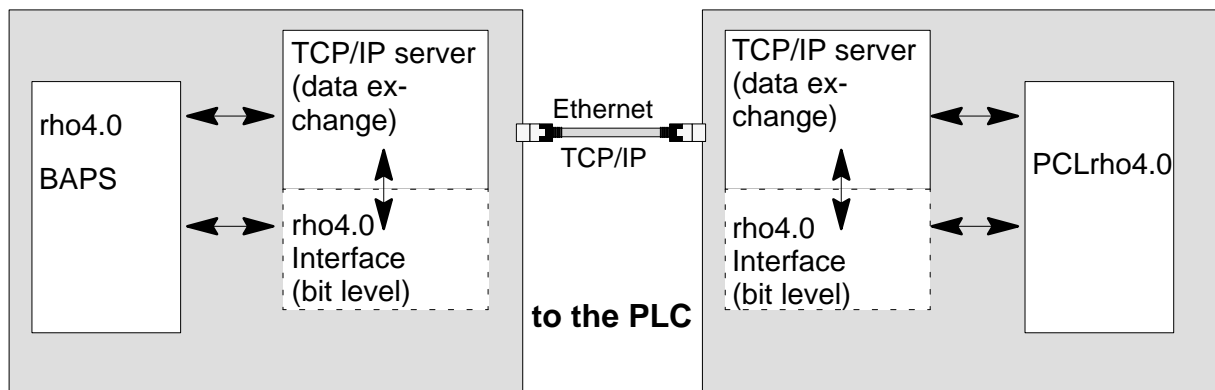 rho4.0
BAPS
TCP/IP server
(data ex-
change)
rho4.0
Interface
(bit level)
Ethernet
TCP/IP
to the PLC
TCP/IP server
(data ex-
change)
rho4.0
Interface
(bit level)
PCLrho4.0